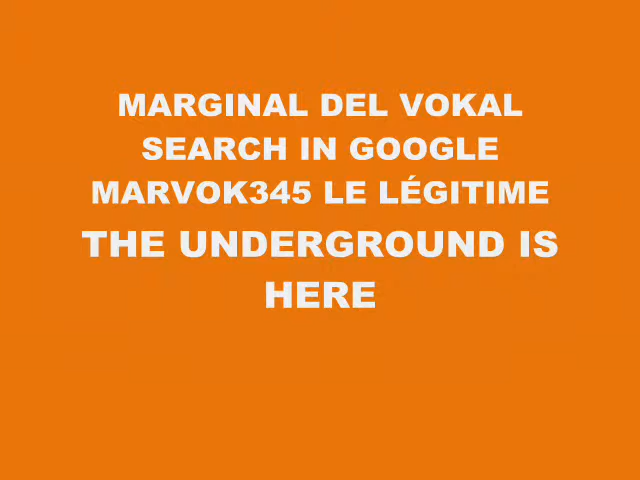 MARGINAL DEL VOKAL
SEARCH IN GOOGLE
MARVOK345 LE LÉGITIME
THE UNDERGROUND IS
HERE